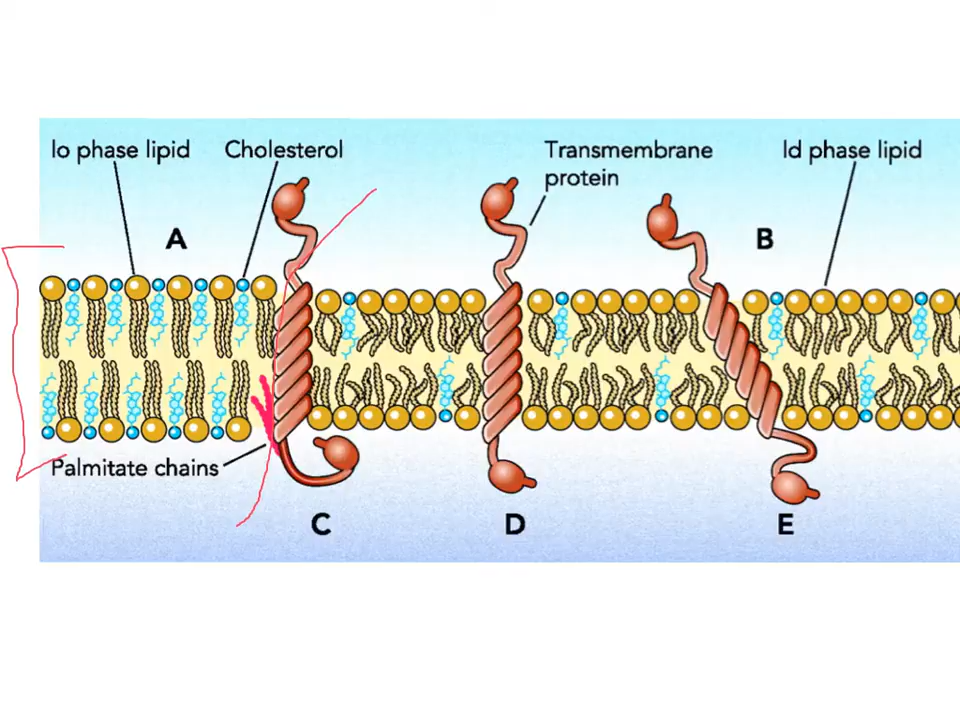 lo phase lipid
Cholesterol
Transmembrane
protein
ld phase lipid
A
B
Palmitate chains
C
D
E